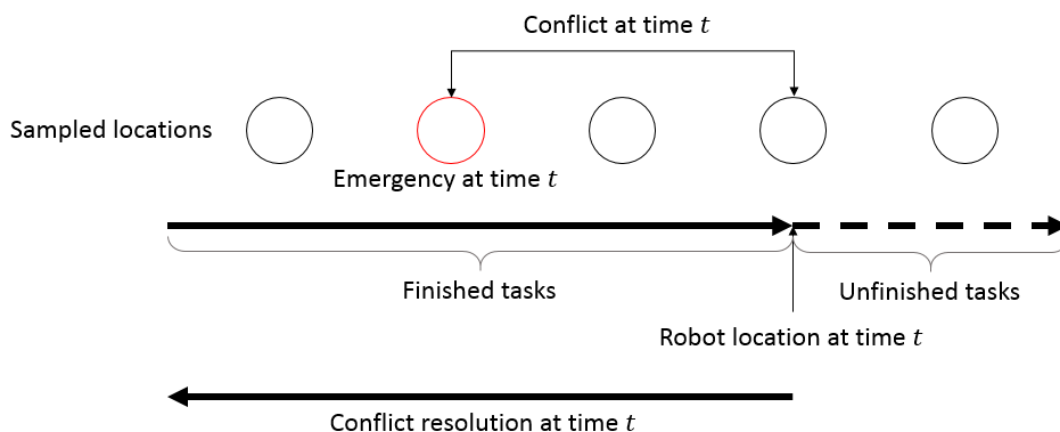 Conflict at time t
Sampled locations
Emergency at time t
Finished tasks
Unfinished tasks
Robot location at time t
Conflict resolution at time t